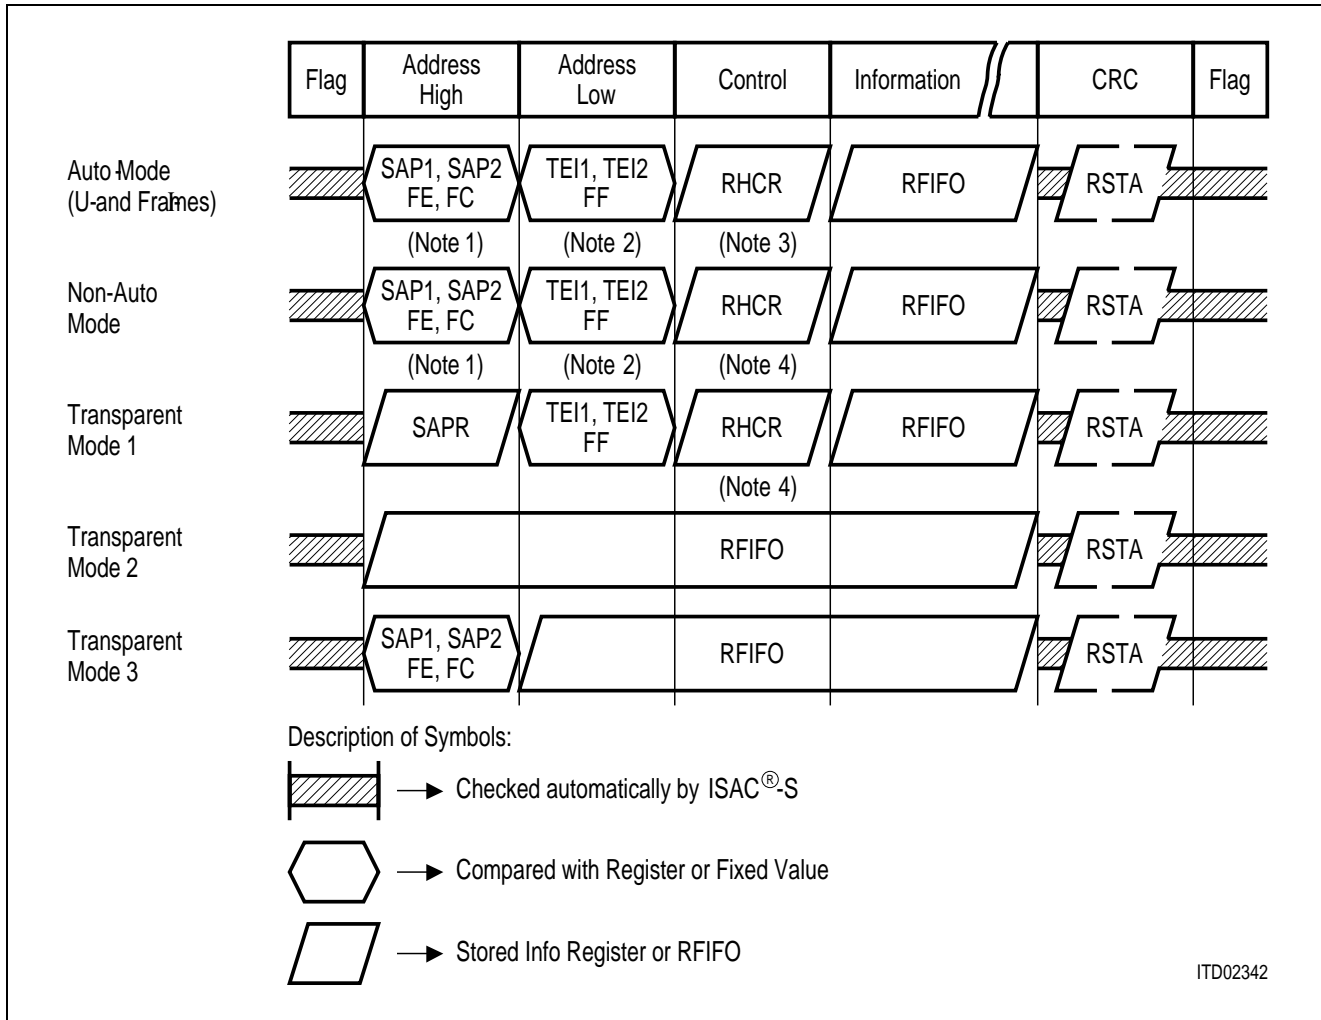 Flag Address High Address Low Control Information CRC Flag
Auto-Mode
(U-and Frames)
SAP1, SAP2 FE, FC TEI1, TEI2 FF RHCR RFIFO RSTA
(Note 1) (Note 2) (Note 3)
Non-Auto
Mode
SAP1, SAP2 FE, FC TEI1, TEI2 FF RHCR RFIFO RSTA
(Note 1) (Note 2) (Note 4)
Transparent
Mode 1
SAPR TEI1, TEI2 FF RHCR RFIFO RSTA
(Note 4)
Transparent
Mode 2
RFIFO RSTA
Transparent
Mode 3
SAP1, SAP2 FE, FC RFIFO RSTA
Description of Symbols:
Checked automatically by ISAC®-S
Compared with Register or Fixed Value
Stored Info Register or RFIFO
ITD02342